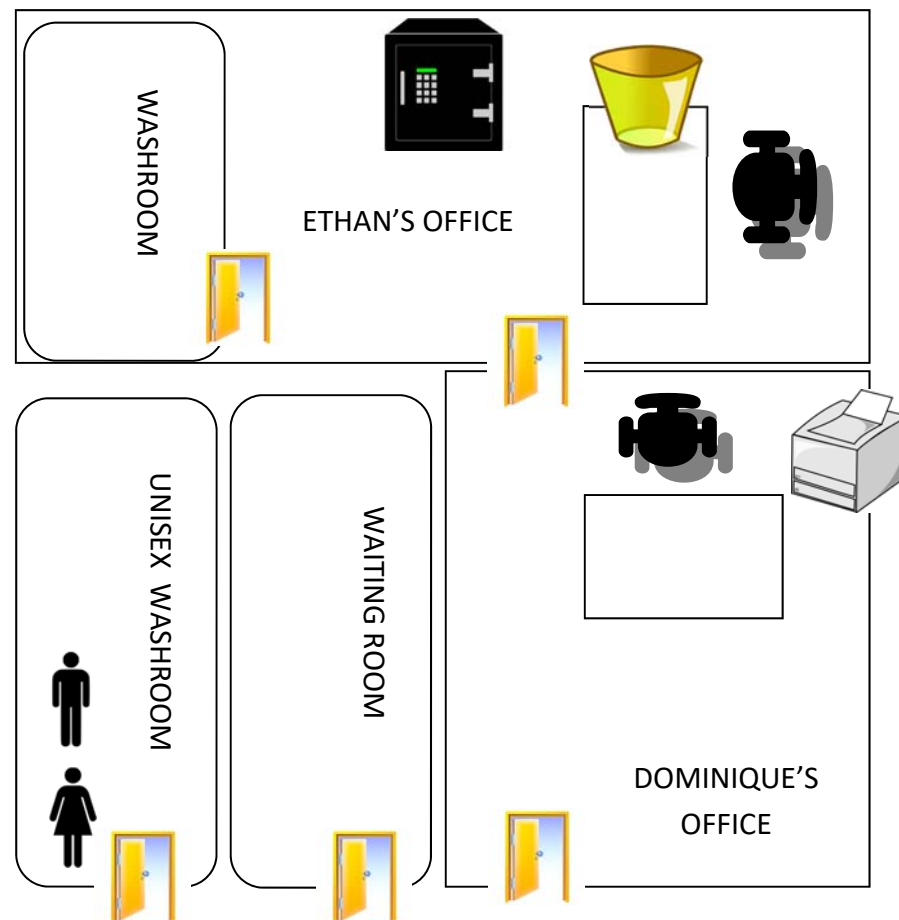 WASHROOM
ETHAN’S OFFICE
UNISEX WASHROOM
WAITING ROOM
DOMINIQUE’S
OFFICE